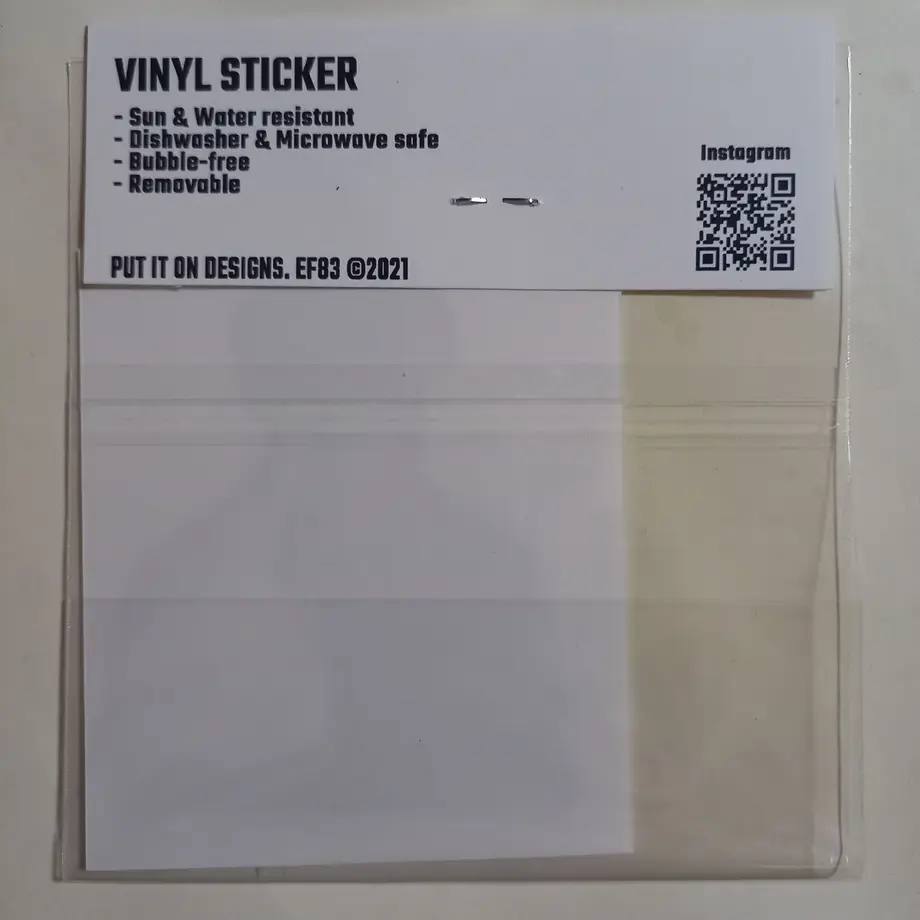 VINYL STICKER
- Sun & Water resistant
- Dishwasher & Microwave safe
- Bubble-free
- Removable
Instagram
PUT IT ON DESIGNS. EF83 ©2021